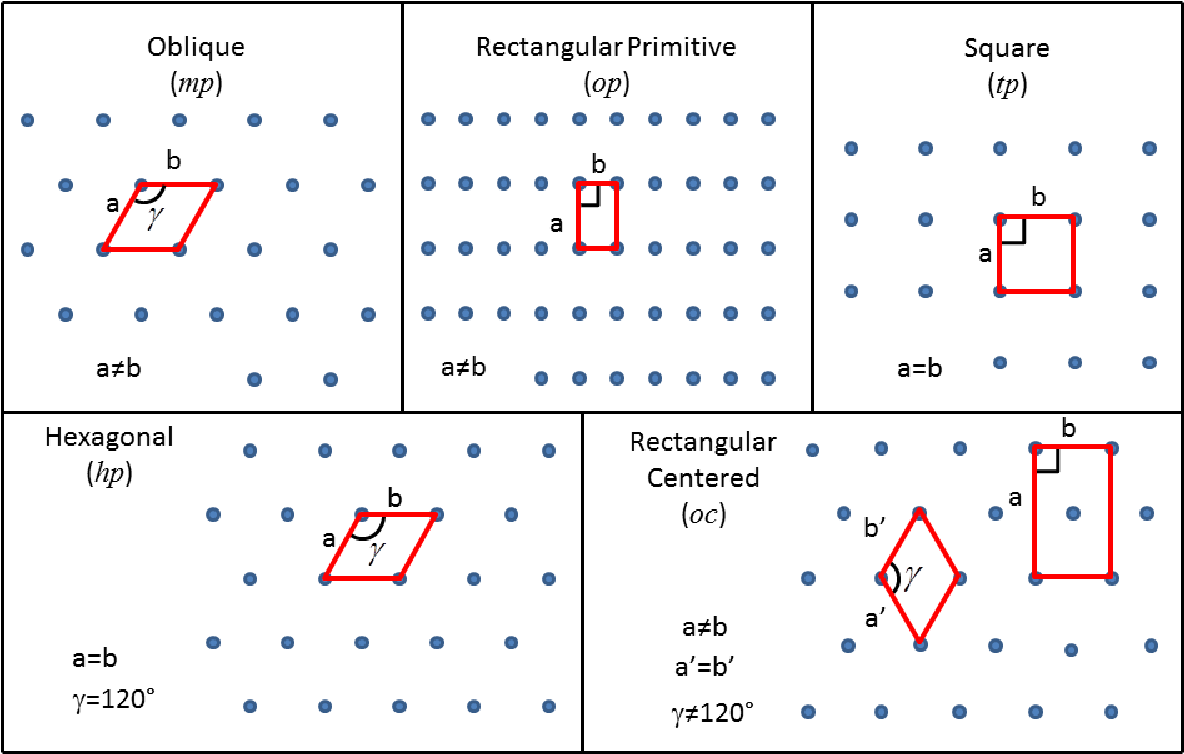 Oblique
(mp)
b
a
γ
a≠b
Rectangular Primitive
(op)
b
a
a≠b
Square
(tp)
b
a
a=b
Hexagonal
(hp)
b
a
γ
a=b
γ=120°
Rectangular
Centered
(oc)
b
a
b’
γ
a’
a≠b
a’=b’
γ≠120°